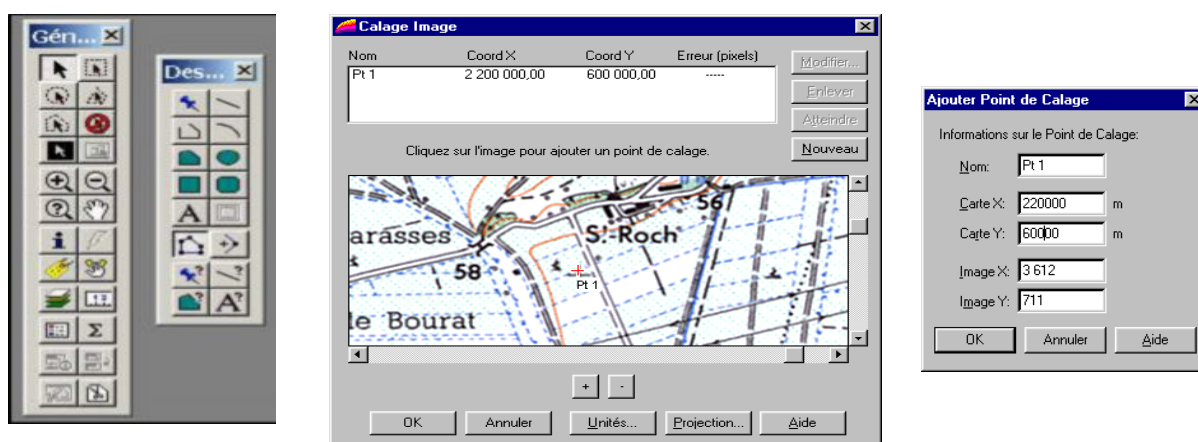 Gén...
Des...
A
i
Σ
A?
Calage Image
Nom Coord X Coord Y Erreur (pixels)
Pt 1 2 200 000,00 600 000,00 -----
Modifier...
Enlever
Atteindre
Nouveau
Cliquez sur l'image pour ajouter un point de calage.
56
arasses
St-Roch
58
Pt 1
le Bourat
+ -
OK Annuler Unités... Projection... Aide
Ajouter Point de Calage
Informations sur le Point de Calage:
Nom: Pt 1
Carte X: 220000 m
Carte Y: 60000 m
Image X: 3 612
Image Y: 711
OK Annuler Aide